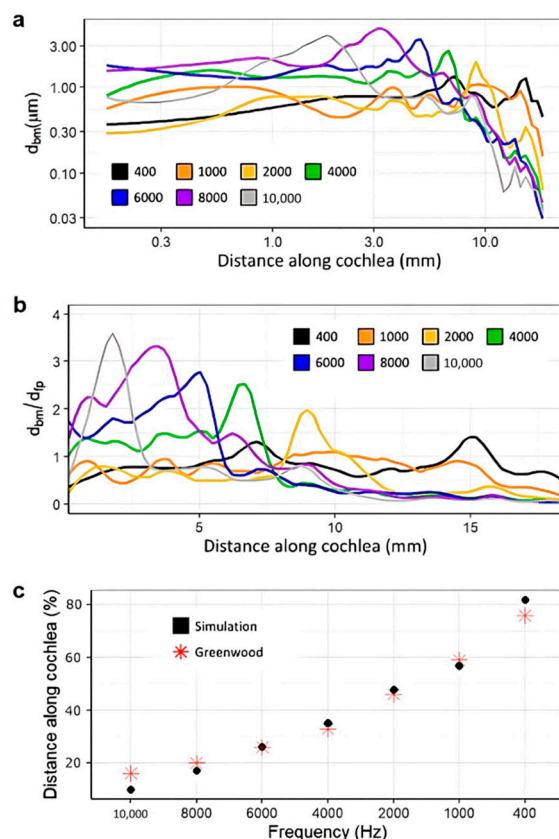 a
3.00
1.00
0.30
0.10
0.03
d_bm(μm)
400 1000 2000 4000
6000 8000 10,000
0.3 1.0 3.0 10.0
Distance along cochlea (mm)
b
4
3
2
1
0
d_bm/ d_fp
400 1000 2000 4000
6000 8000 10,000
5 10 15
Distance along cochlea (mm)
c
80
60
40
20
Distance along cochlea (%)
Simulation
Greenwood
10,000 8000 6000 4000 2000 1000 400
Frequency (Hz)